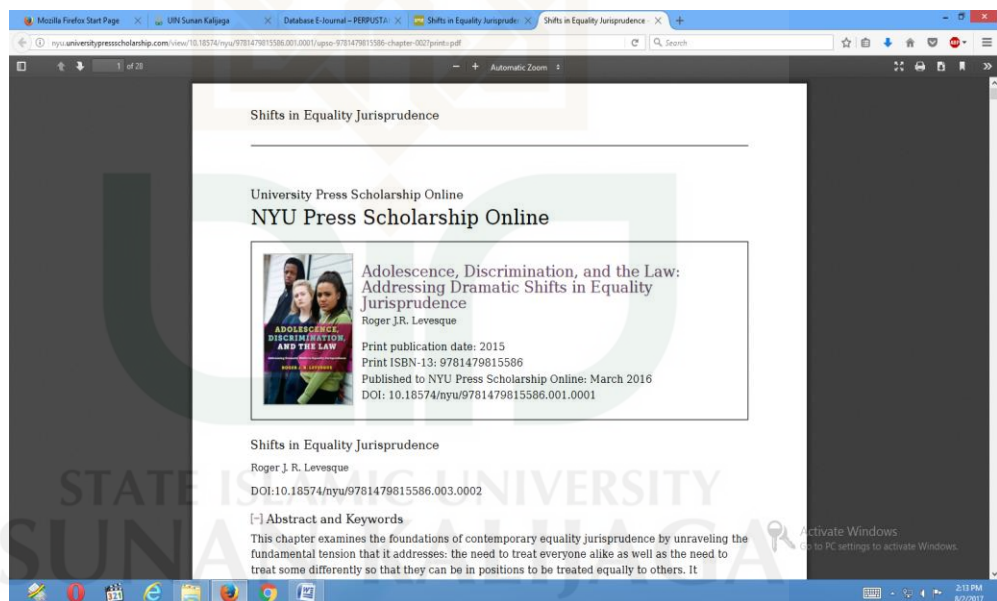 Mozilla Firefox Start Page
UIN Sunan Kalijaga
Database E-Journal – PERPUSTA
Shifts in Equality Jurispruden
Shifts in Equality Jurisprudence
nyu.universitypressscholarship.com/view/10.18574/nyu/9781479815586.001.0001/upso-9781479815586-chapter-002?print=pdf
Search
1 of 28
Automatic Zoom
Shifts in Equality Jurisprudence
University Press Scholarship Online
NYU Press Scholarship Online
Adolescence, Discrimination, and the Law:
Addressing Dramatic Shifts in Equality
Jurisprudence
Roger J.R. Levesque
Print publication date: 2015
Print ISBN-13: 9781479815586
Published to NYU Press Scholarship Online: March 2016
DOI: 10.18574/nyu/9781479815586.001.0001
ADOLESCENCE,
DISCRIMINATION,
AND THE LAW
ROGER J. R. LEVESQUE
Shifts in Equality Jurisprudence
Roger J. R. Levesque
DOI:10.18574/nyu/9781479815586.003.0002
[−] Abstract and Keywords
This chapter examines the foundations of contemporary equality jurisprudence by unraveling the
fundamental tension that it addresses: the need to treat everyone alike as well as the need to
treat some differently so that they can be in positions to be treated equally to others. It
STATE ISLAMIC UNIVERSITY
SUNAN KALIJAGA
Activate Windows
Go to PC settings to activate Windows.
2:13 PM
8/2/2017